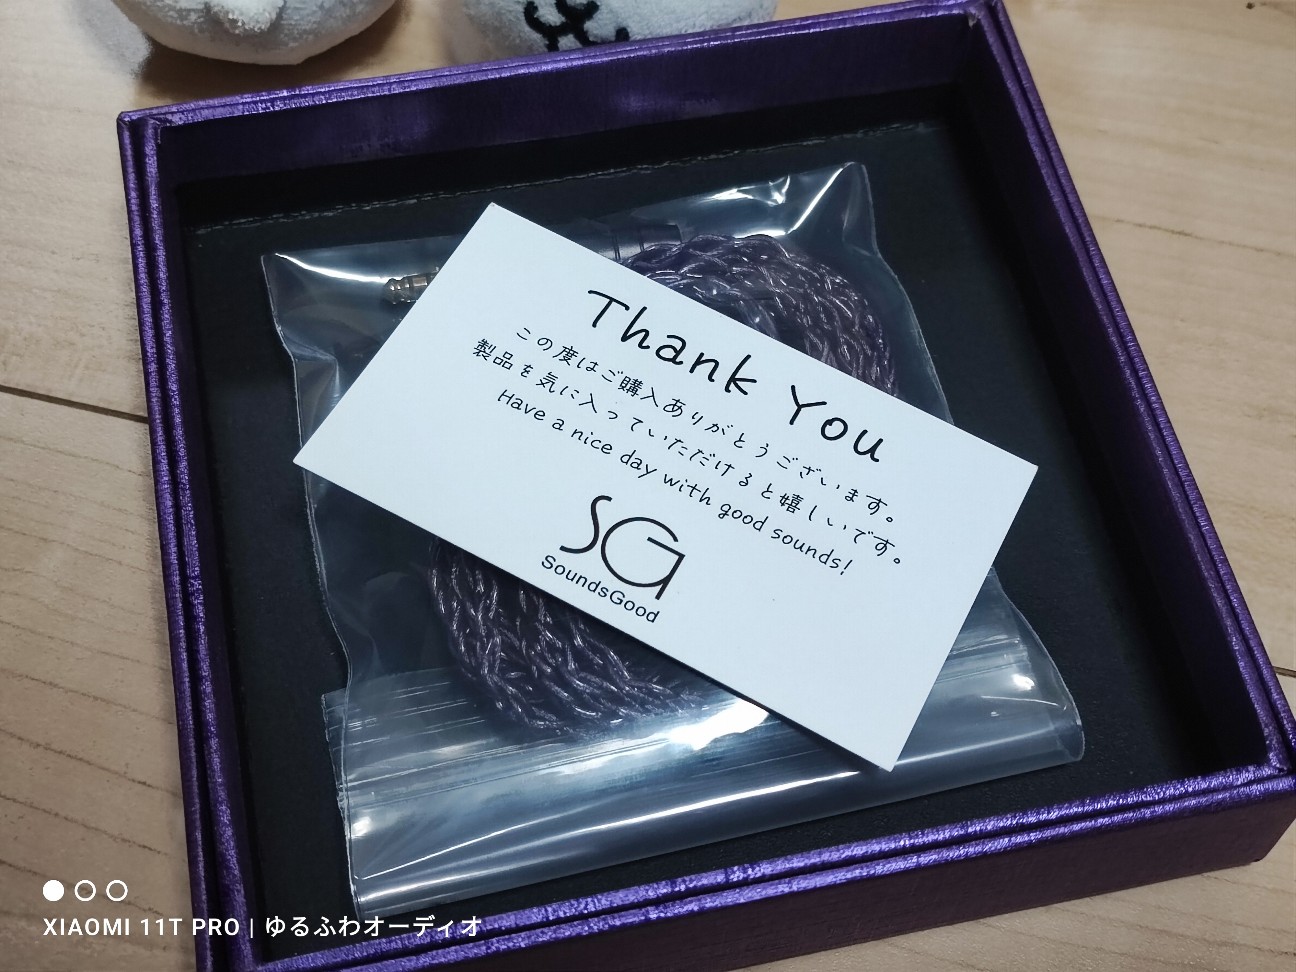 Thank You
この度はご購入ありがとうございます。
製品を気に入っていただけると嬉しいです。
Have a nice day with good sounds!
SG
SoundsGood
XIAOMI 11T PRO | ゆるふわオーディオ